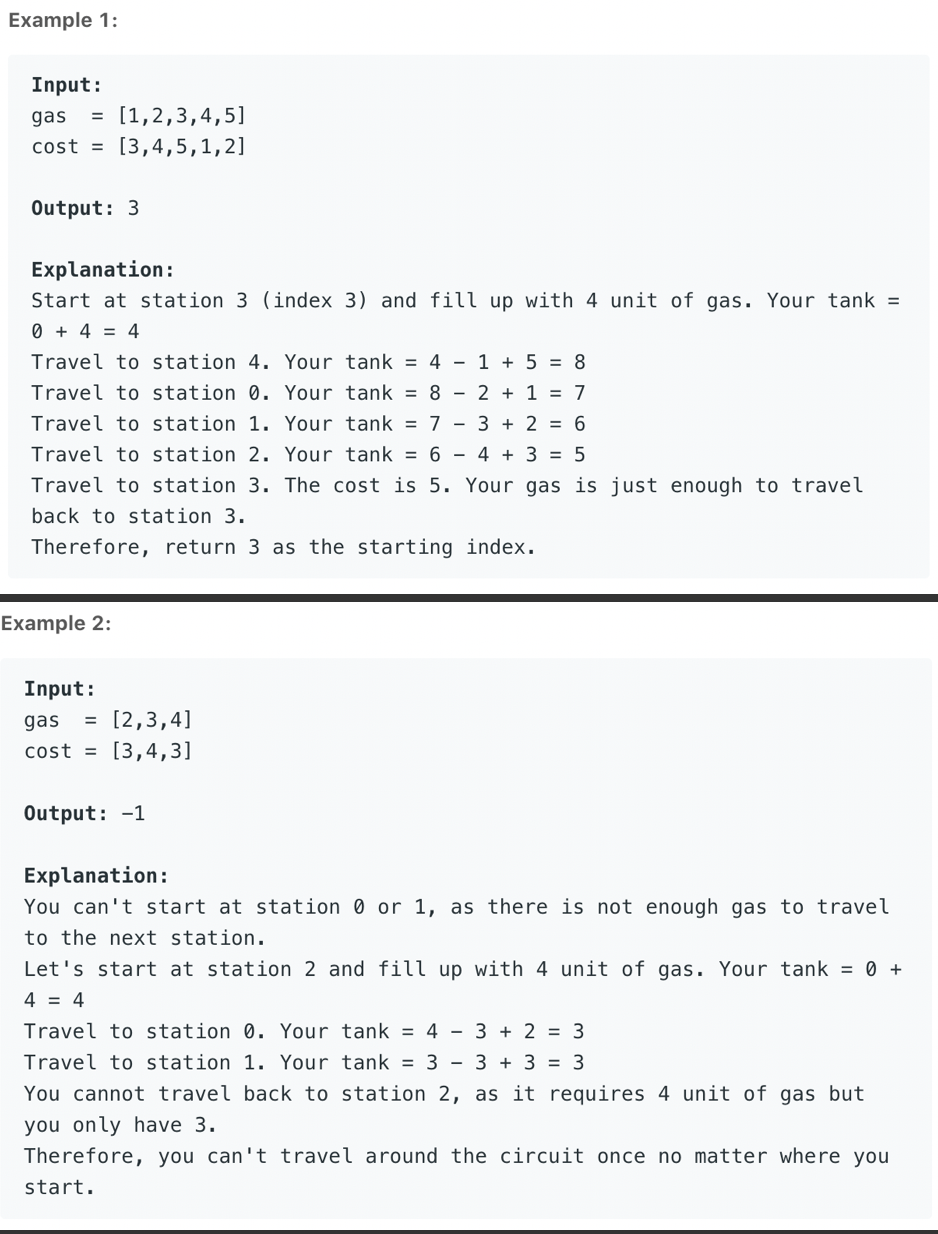 Example 1:
Input:
gas  = [1,2,3,4,5]
cost = [3,4,5,1,2]
Output: 3
Explanation:
Start at station 3 (index 3) and fill up with 4 unit of gas. Your tank =
0 + 4 = 4
Travel to station 4. Your tank = 4 − 1 + 5 = 8
Travel to station 0. Your tank = 8 − 2 + 1 = 7
Travel to station 1. Your tank = 7 − 3 + 2 = 6
Travel to station 2. Your tank = 6 − 4 + 3 = 5
Travel to station 3. The cost is 5. Your gas is just enough to travel
back to station 3.
Therefore, return 3 as the starting index.
Example 2:
Input:
gas  = [2,3,4]
cost = [3,4,3]
Output: −1
Explanation:
You can't start at station 0 or 1, as there is not enough gas to travel
to the next station.
Let's start at station 2 and fill up with 4 unit of gas. Your tank = 0 +
4 = 4
Travel to station 0. Your tank = 4 − 3 + 2 = 3
Travel to station 1. Your tank = 3 − 3 + 3 = 3
You cannot travel back to station 2, as it requires 4 unit of gas but
you only have 3.
Therefore, you can't travel around the circuit once no matter where you
start.